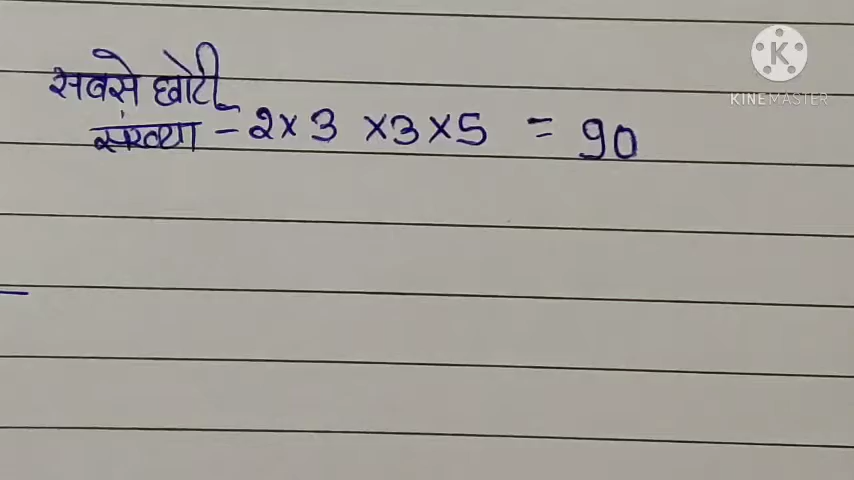 सबसे छोटी
संख्या - 2 × 3 × 3 × 5 = 90
K
KINEMASTER